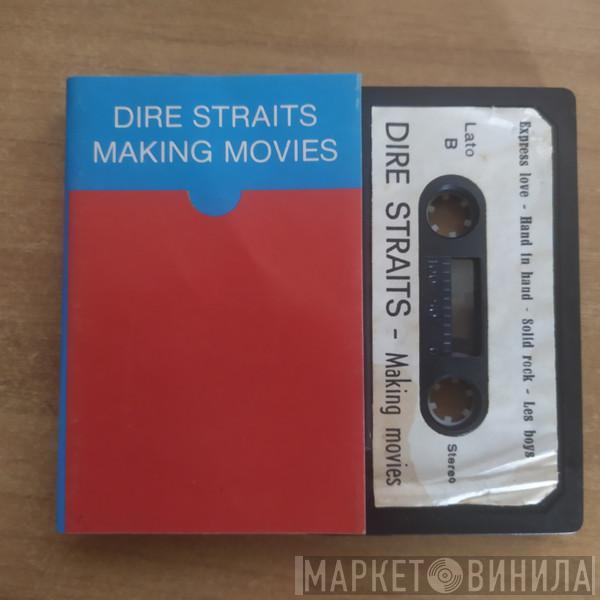 DIRE STRAITS
MAKING MOVIES
Express love - Hand in hand - Solid rock - Les boys
Lato
B
Stereo
DIRE STRAITS - Making movies
МАРКЕТ ВИНИЛА